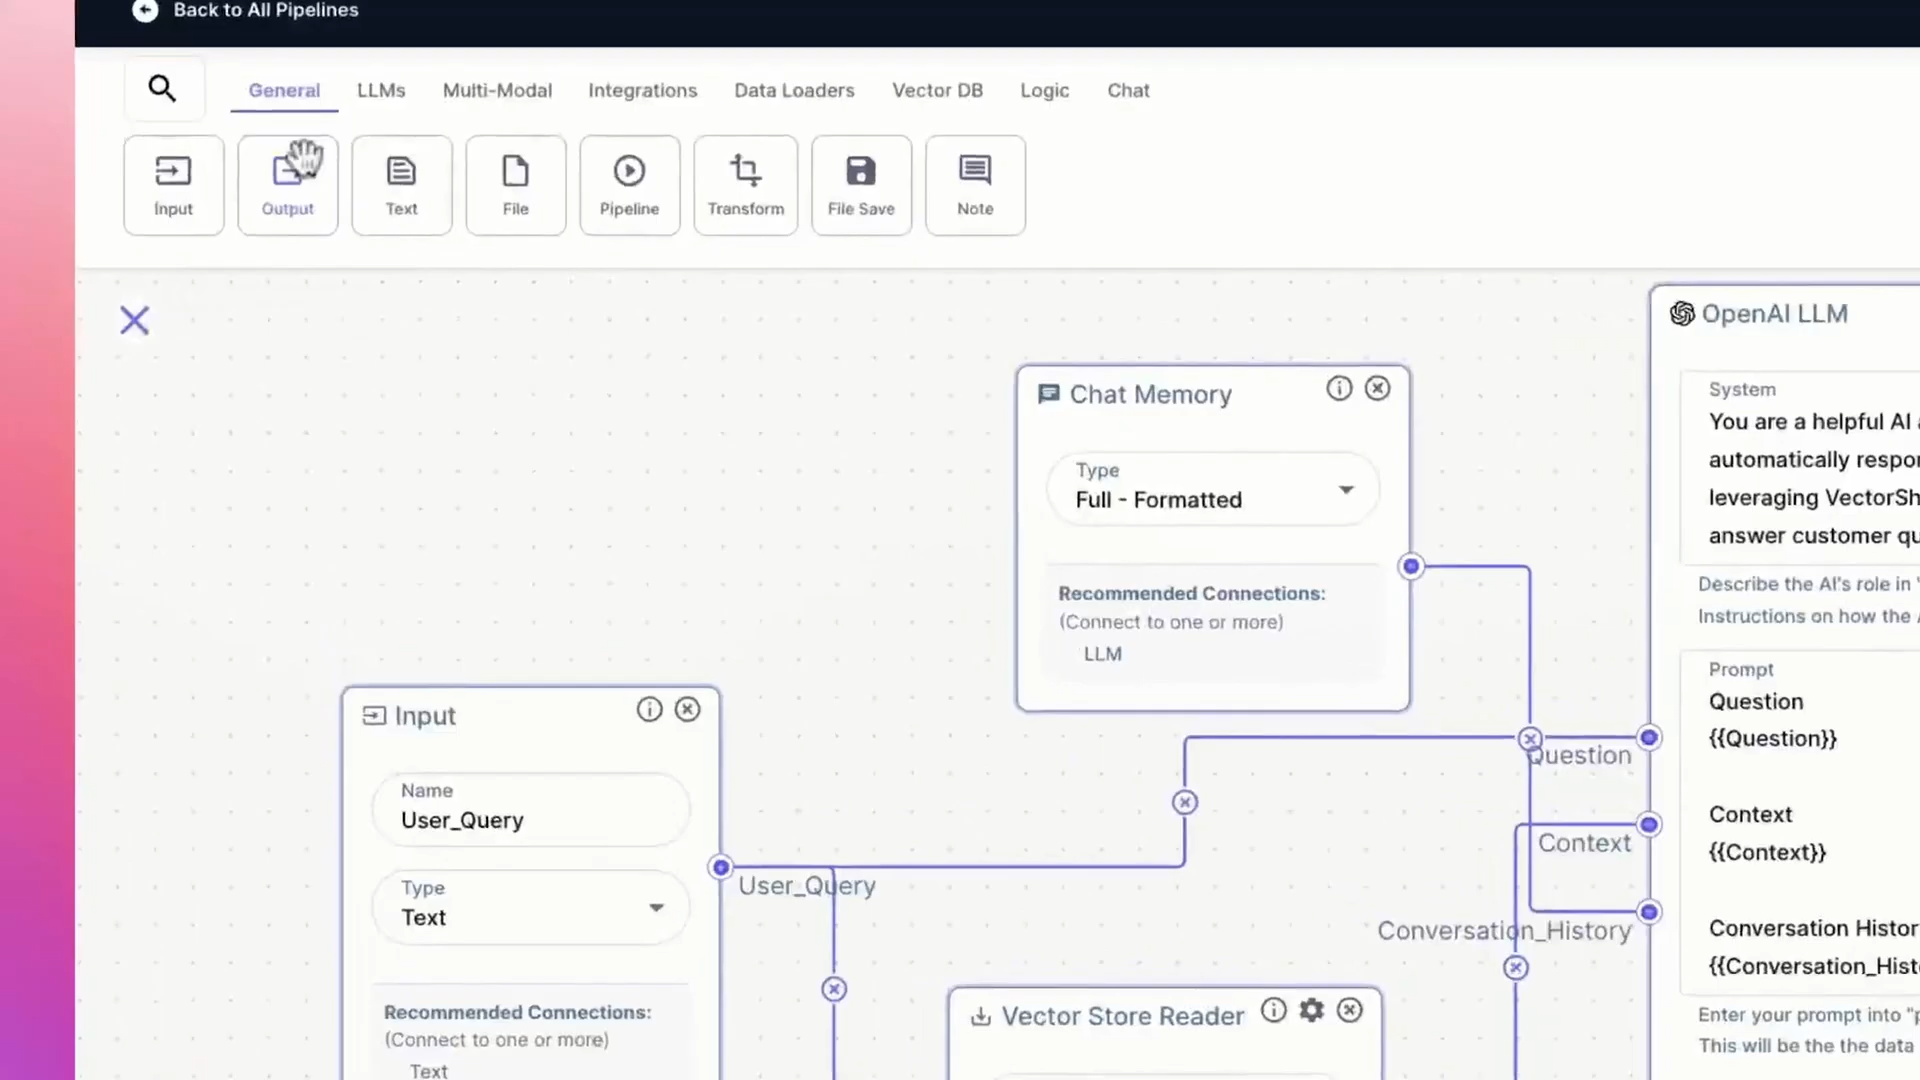 Back to All Pipelines
General LLMs Multi-Modal Integrations Data Loaders Vector DB Logic Chat
Input Output Text File Pipeline Transform File Save Note
OpenAI LLM
System
You are a helpful AI
automatically respon
leveraging VectorSh
answer customer qu
Describe the AI's role in "
Instructions on how the
Prompt
Question
{{Question}}
Context
{{Context}}
Conversation Histor
{{Conversation_Hist
Enter your prompt into "p
This will be the the data
Chat Memory
Type
Full - Formatted
Recommended Connections:
(Connect to one or more)
LLM
Question
Context
Conversation_History
Input
Name
User_Query
Type
Text
Recommended Connections:
(Connect to one or more)
Text
User_Query
Vector Store Reader